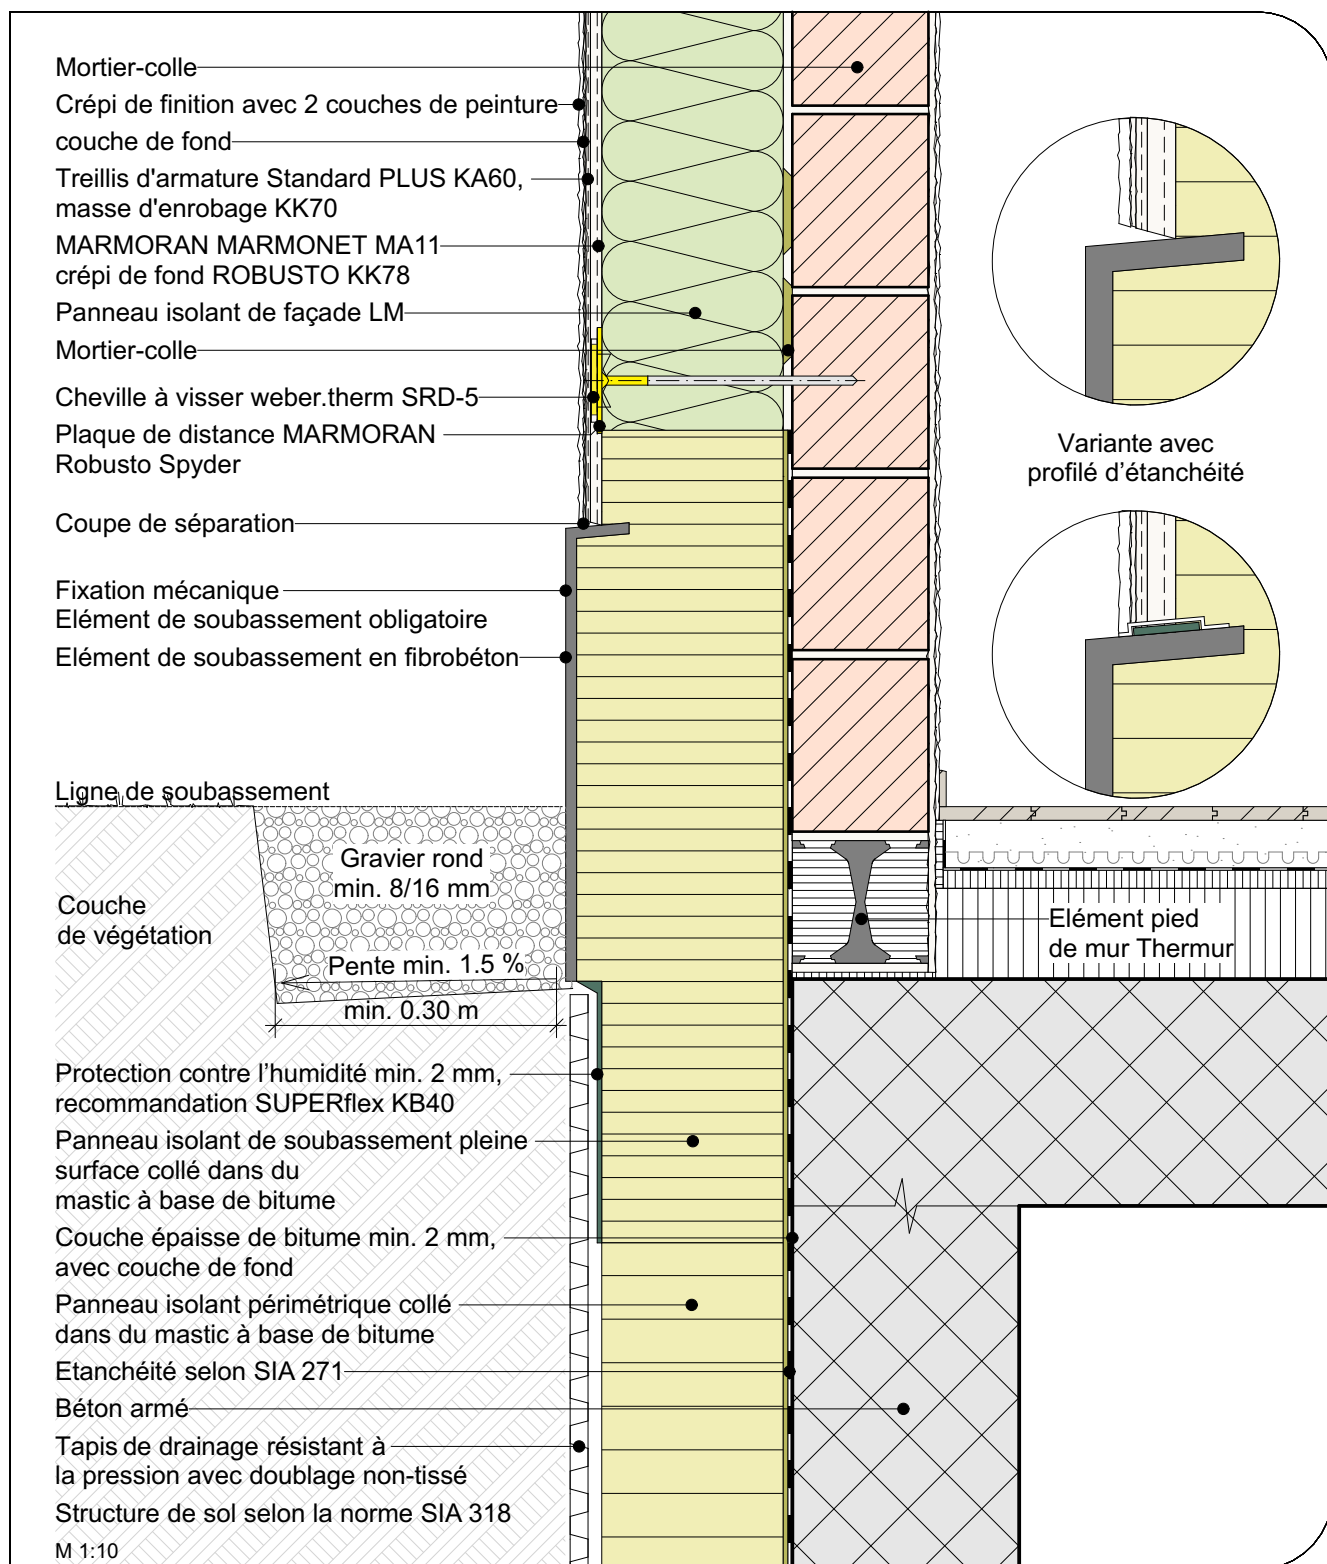 Mortier-colle
Crépi de finition avec 2 couches de peinture
couche de fond
Treillis d'armature Standard PLUS KA60,
masse d'enrobage KK70
MARMORAN MARMONET MA11
crépi de fond ROBUSTO KK78
Panneau isolant de façade LM
Mortier-colle
Cheville à visser weber.therm SRD-5
Plaque de distance MARMORAN
Robusto Spyder
Coupe de séparation
Fixation mécanique
Elément de soubassement obligatoire
Elément de soubassement en fibrobéton
Variante avec
profilé d’étanchéité
Ligne de soubassement
Gravier rond
min. 8/16 mm
Couche
de végétation
Pente min. 1.5 %
min. 0.30 m
Elément pied
de mur Thermur
Protection contre l’humidité min. 2 mm,
recommandation SUPERflex KB40
Panneau isolant de soubassement pleine
surface collé dans du
mastic à base de bitume
Couche épaisse de bitume min. 2 mm,
avec couche de fond
Panneau isolant périmétrique collé
dans du mastic à base de bitume
Etanchéité selon SIA 271
Béton armé
Tapis de drainage résistant à
la pression avec doublage non-tissé
Structure de sol selon la norme SIA 318
M 1:10